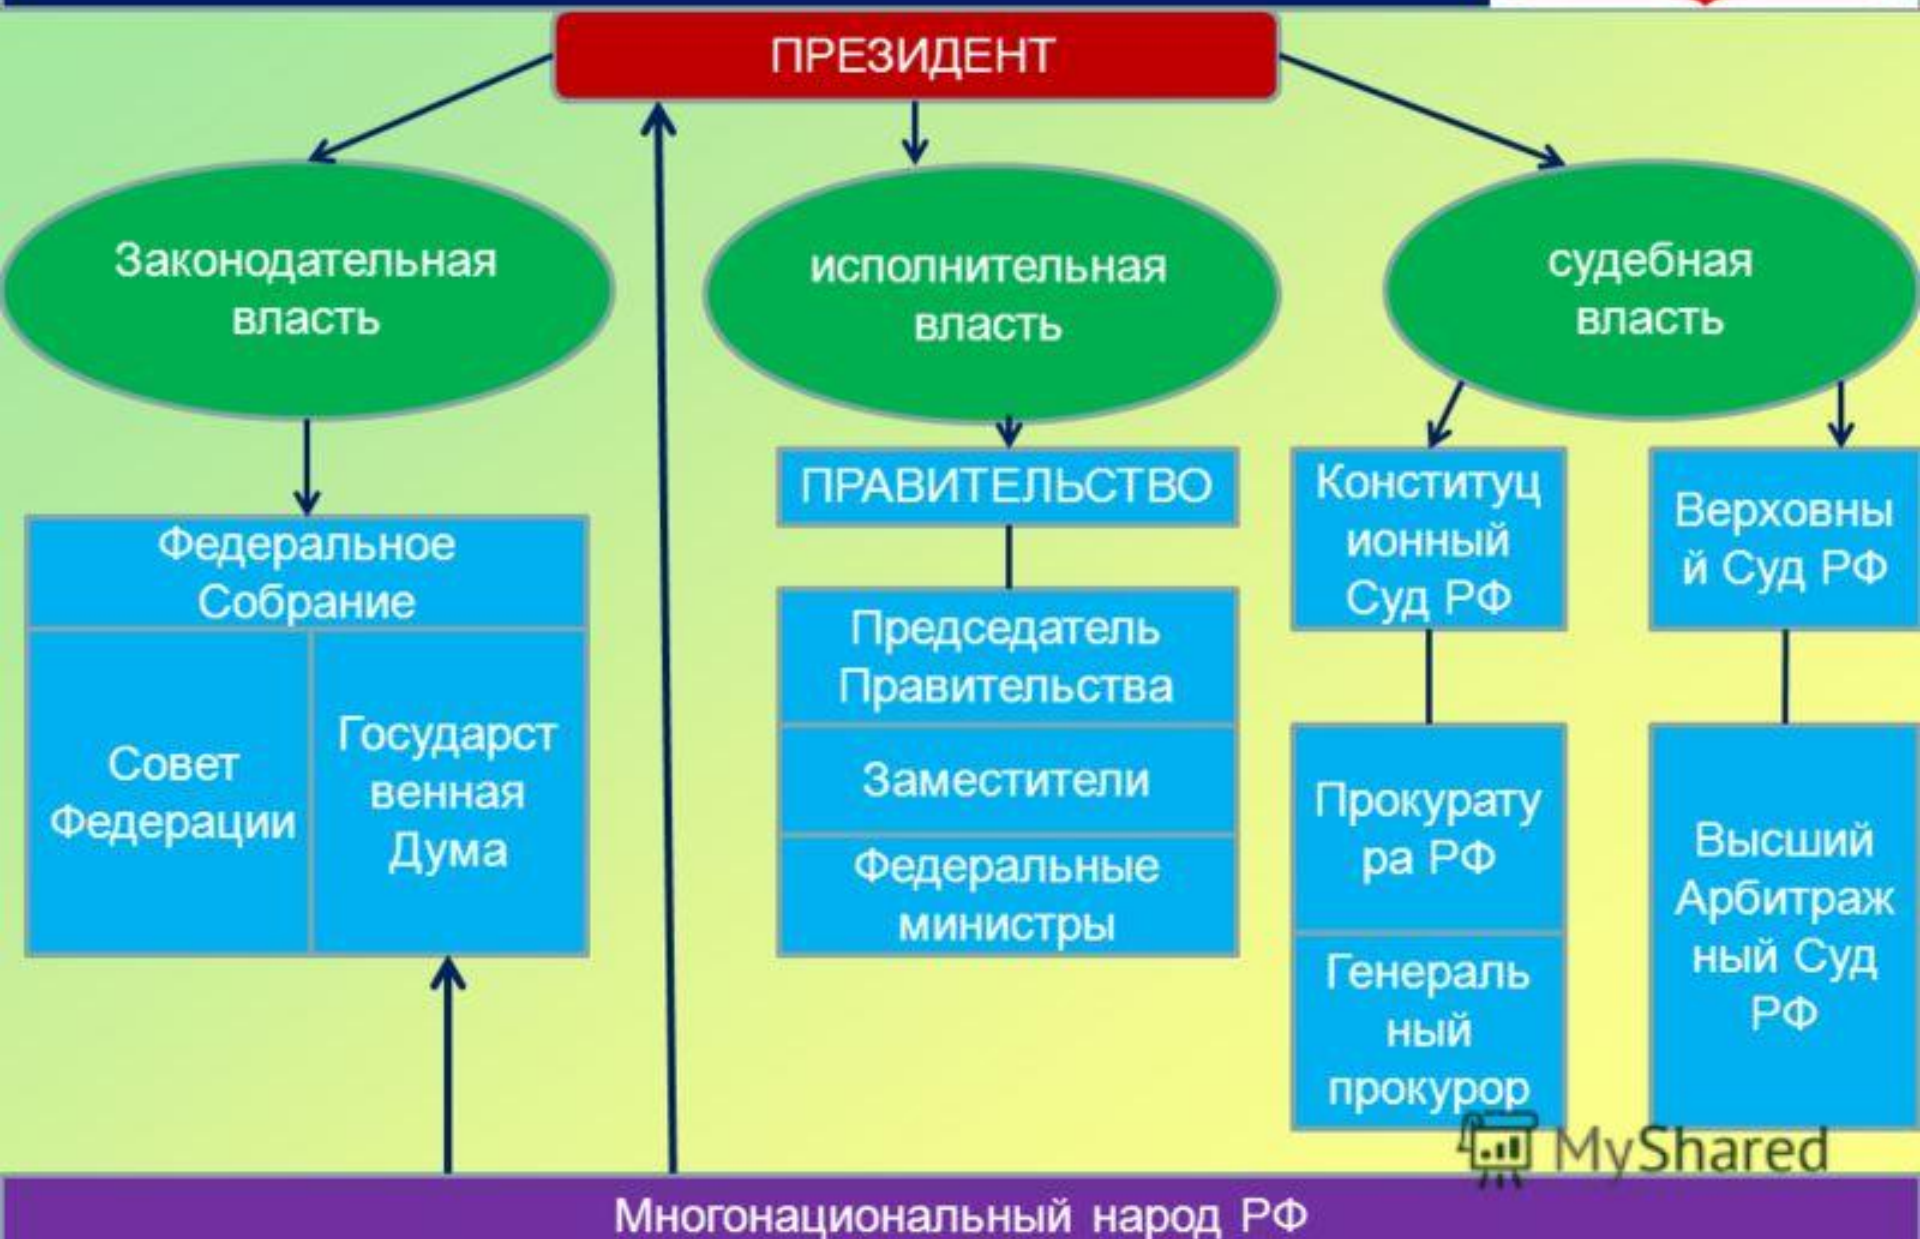 ПРЕЗИДЕНТ
Законодательная
власть
исполнительная
власть
судебная
власть
Федеральное
Собрание
Совет
Федерации
Государст
венная
Дума
ПРАВИТЕЛЬСТВО
Председатель
Правительства
Заместители
Федеральные
министры
Конституц
ионный
Суд РФ
Прокурату
ра РФ
Генераль
ный
прокурор
Верховны
й Суд РФ
Высший
Арбитраж
ный Суд
РФ
MyShared
Многонациональный народ РФ